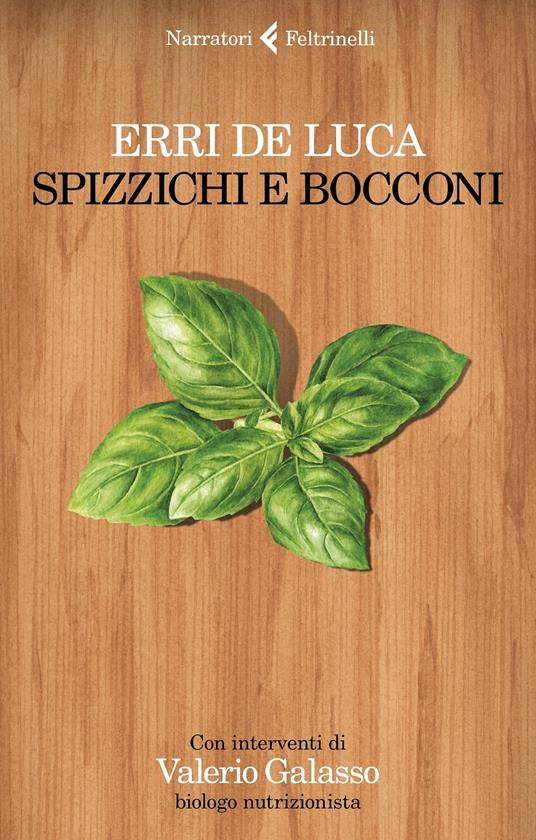 Narratori Feltrinelli
ERRI DE LUCA
SPIZZICHI E BOCCONI
Con interventi di
Valerio Galasso
biologo nutrizionista